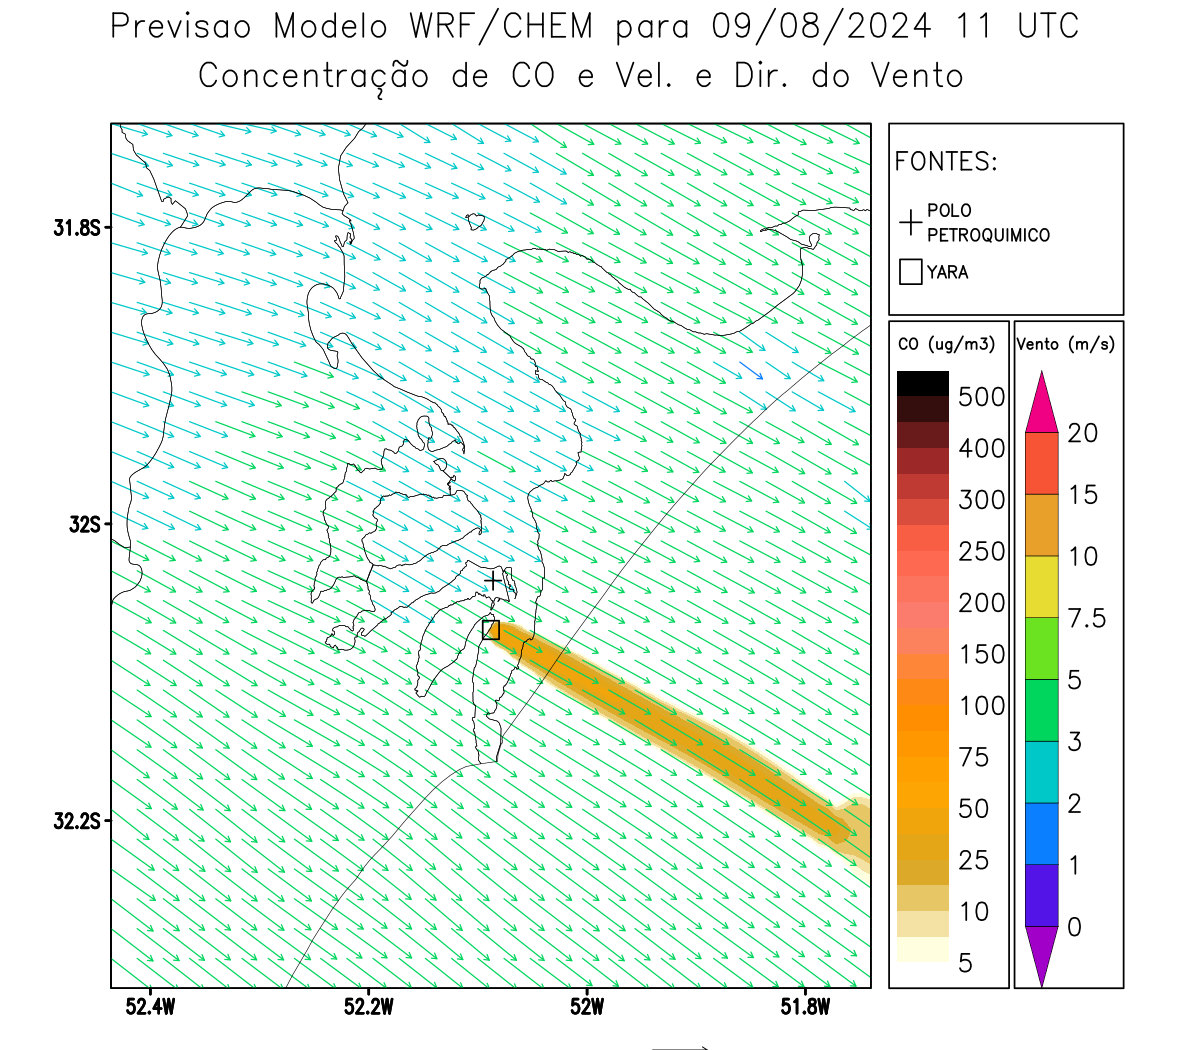 Previsao Modelo WRF/CHEM para 09/08/2024 11 UTC
Concentração de CO e Vel. e Dir. do Vento
FONTES:
POLO
PETROQUIMICO
YARA
CO (ug/m3)
500
400
300
250
200
150
100
75
50
25
10
5
Vento (m/s)
20
15
10
7.5
5
3
2
1
0
31.8S
32S
32.2S
52.4W
52.2W
52W
51.8W